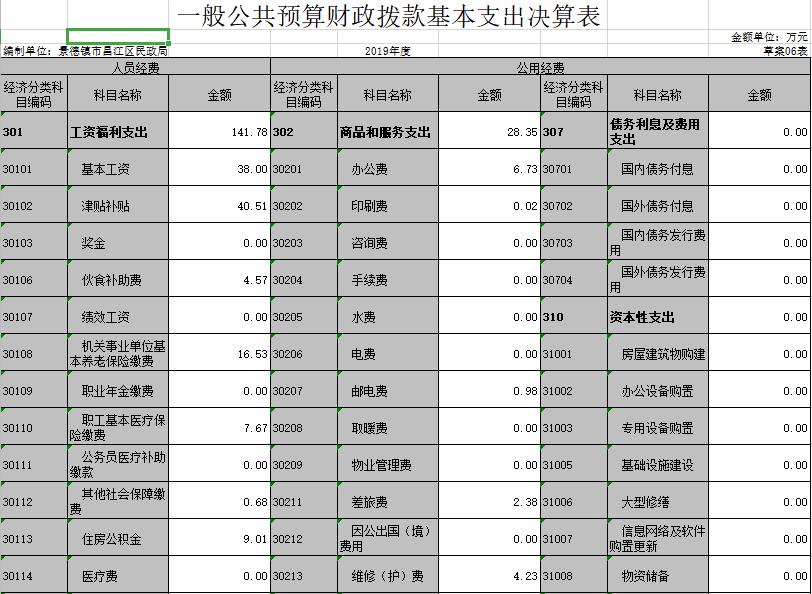 一般公共预算财政拨款基本支出决算表
金额单位：万元
编制单位：景德镇市昌江区民政局 2019年度 草案06表
人员经费 公用经费
经济分类科目编码 科目名称 金额 经济分类科目编码 科目名称 金额 经济分类科目编码 科目名称 金额
301 工资福利支出 141.78 302 商品和服务支出 28.35 307 债务利息及费用支出 0.00
30101 基本工资 38.00 30201 办公费 6.73 30701 国内债务付息 0.00
30102 津贴补贴 40.51 30202 印刷费 0.02 30702 国外债务付息 0.00
30103 奖金 0.00 30203 咨询费 0.00 30703 国内债务发行费用 0.00
30106 伙食补助费 4.57 30204 手续费 0.00 30704 国外债务发行费用 0.00
30107 绩效工资 0.00 30205 水费 0.00 310 资本性支出 0.00
30108 机关事业单位基本养老保险缴费 16.53 30206 电费 0.00 31001 房屋建筑物购建 0.00
30109 职业年金缴费 0.00 30207 邮电费 0.98 31002 办公设备购置 0.00
30110 职工基本医疗保险缴费 7.67 30208 取暖费 0.00 31003 专用设备购置 0.00
30111 公务员医疗补助缴款 0.00 30209 物业管理费 0.00 31005 基础设施建设 0.00
30112 其他社会保障缴费 0.68 30211 差旅费 2.38 31006 大型修缮 0.00
30113 住房公积金 9.01 30212 因公出国（境）费用 0.00 31007 信息网络及软件购置更新 0.00
30114 医疗费 0.00 30213 维修（护）费 4.23 31008 物资储备 0.00